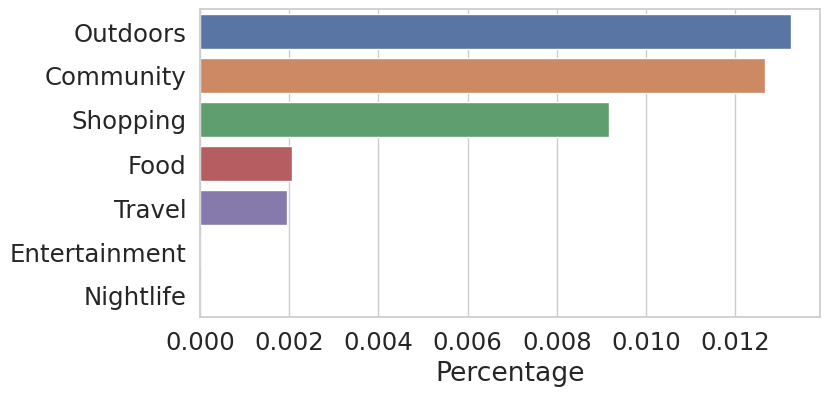 Outdoors
Community
Shopping
Food
Travel
Entertainment
Nightlife
0.000 0.002 0.004 0.006 0.008 0.010 0.012
Percentage